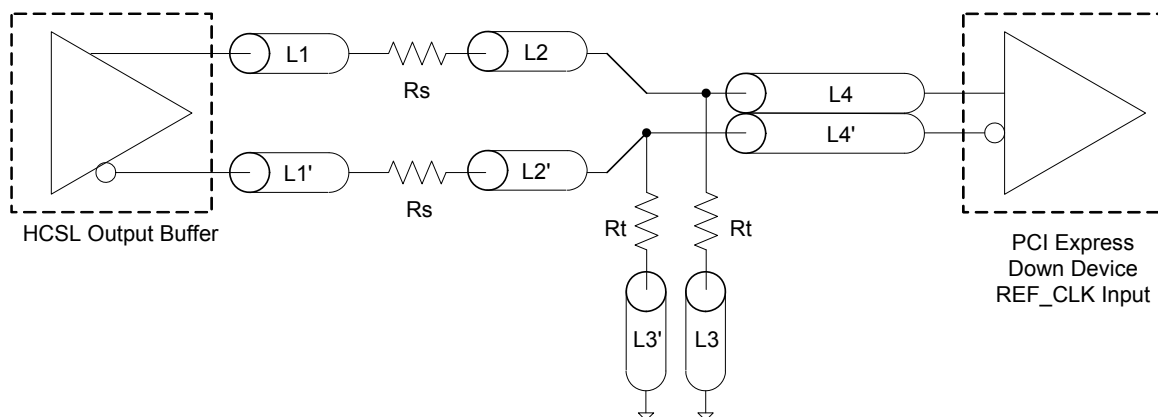 L1
Rs
L2
L4
L4'
L1'
Rs
L2'
HCSL Output Buffer
Rt
Rt
PCI Express
Down Device
REF_CLK Input
L3'
L3